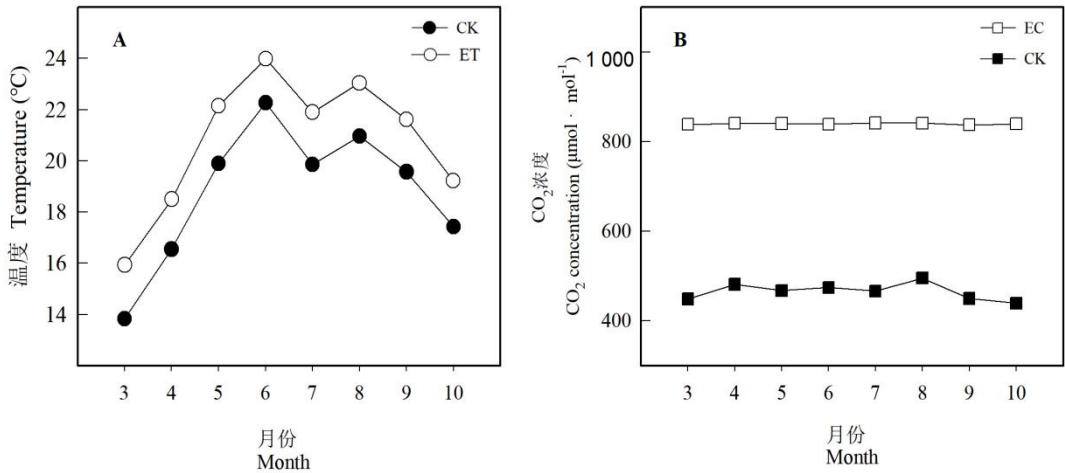 A
CK
ET
24
22
20
18
16
14
温度 Temperature (°C)
3 4 5 6 7 8 9 10
月份
Month
B
EC
CK
1 000
800
600
400
CO₂浓度
CO₂ concentration (μmol · mol⁻¹)
3 4 5 6 7 8 9 10
月份
Month